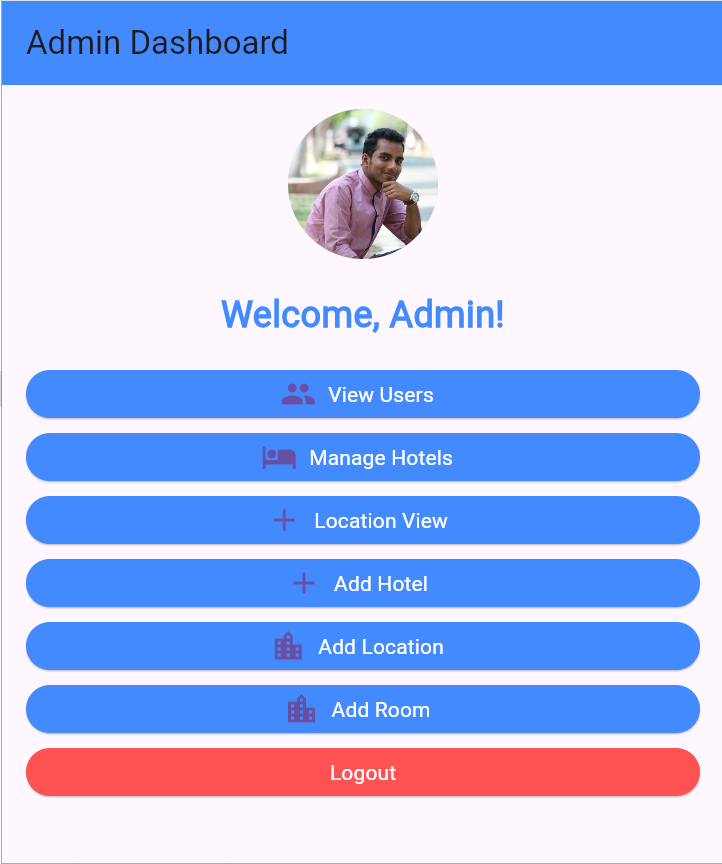 Admin Dashboard
Welcome, Admin!
View Users
Manage Hotels
Location View
Add Hotel
Add Location
Add Room
Logout